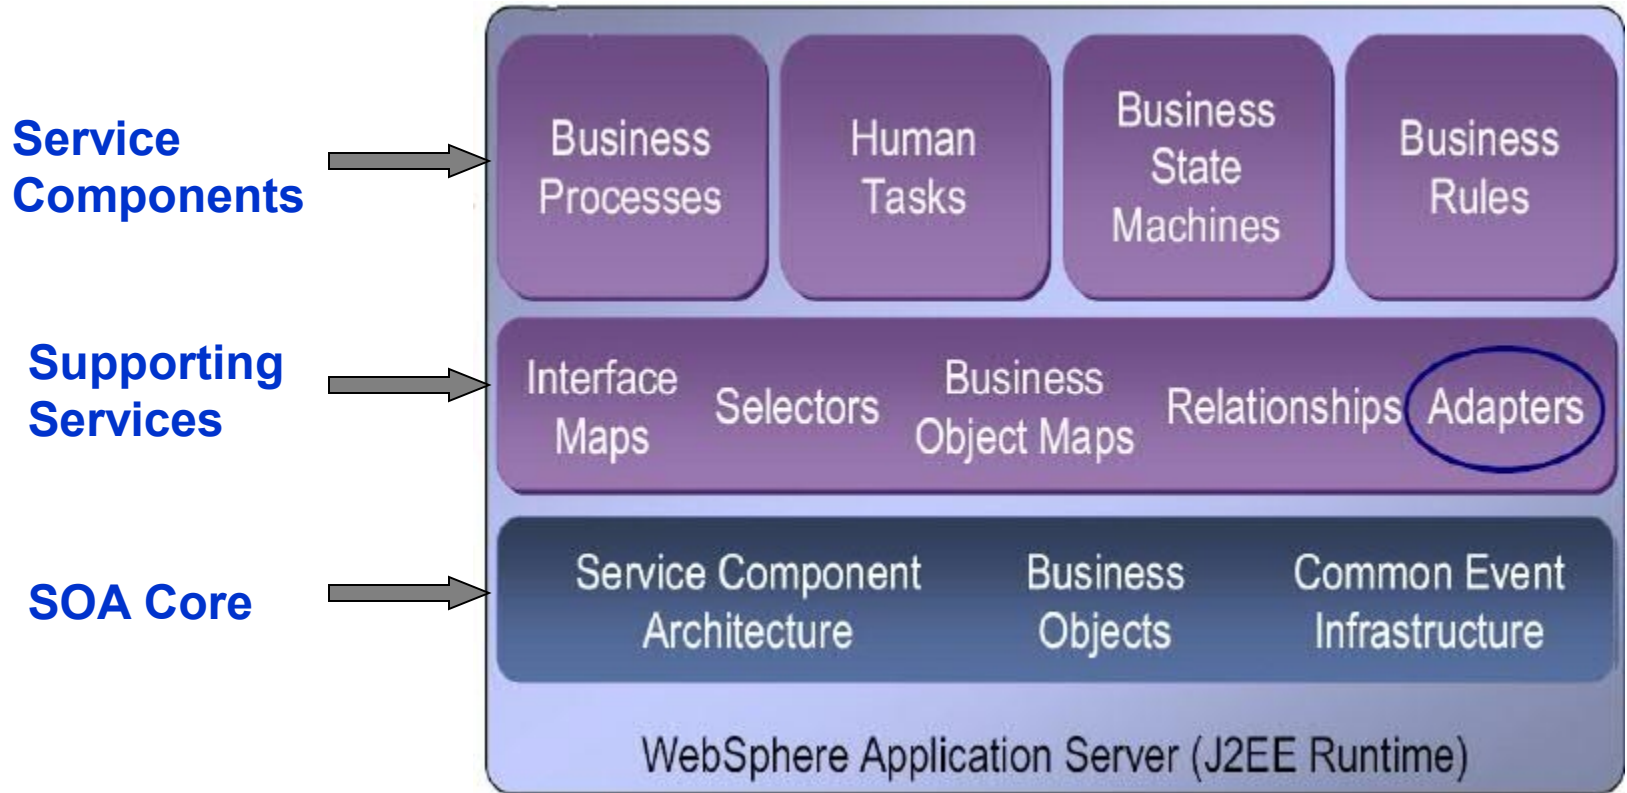 Service
Components
Business
Processes
Human
Tasks
Business
State
Machines
Business
Rules
Supporting
Services
Interface
Maps
Selectors
Business
Object Maps
Relationships
Adapters
SOA Core
Service Component
Architecture
Business
Objects
Common Event
Infrastructure
WebSphere Application Server (J2EE Runtime)